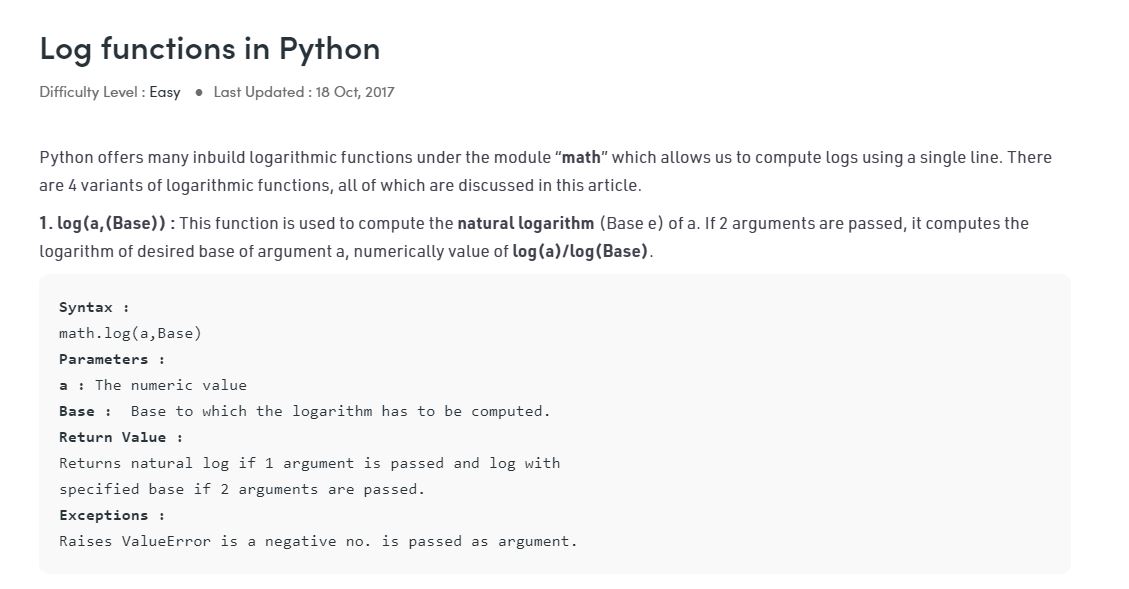 Log functions in Python
Difficulty Level : Easy ● Last Updated : 18 Oct, 2017
Python offers many inbuild logarithmic functions under the module “math” which allows us to compute logs using a single line. There
are 4 variants of logarithmic functions, all of which are discussed in this article.
1. log(a,(Base)) : This function is used to compute the natural logarithm (Base e) of a. If 2 arguments are passed, it computes the
logarithm of desired base of argument a, numerically value of log(a)/log(Base).
Syntax :
math.log(a,Base)
Parameters :
a : The numeric value
Base :  Base to which the logarithm has to be computed.
Return Value :
Returns natural log if 1 argument is passed and log with
specified base if 2 arguments are passed.
Exceptions :
Raises ValueError is a negative no. is passed as argument.